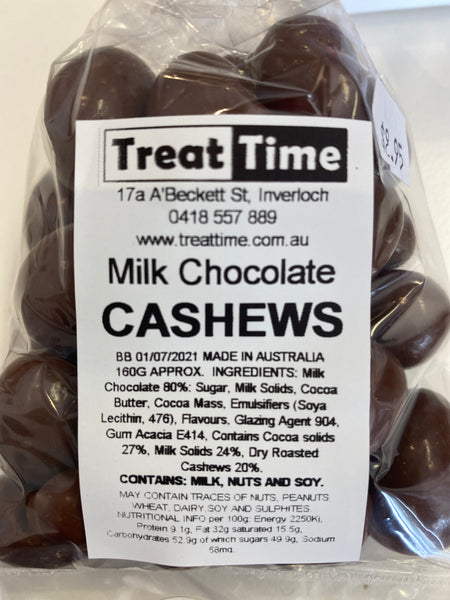 Treat Time
17a A'Beckett St, Inverloch
0418 557 889
www.treattime.com.au
Milk Chocolate
CASHEWS
BB 01/07/2021 MADE IN AUSTRALIA
160G APPROX. INGREDIENTS: Milk
Chocolate 80%: Sugar, Milk Solids, Cocoa
Butter, Cocoa Mass, Emulsifiers (Soya
Lecithin, 476), Flavours. Glazing Agent 904,
Gum Acacia E414, Contains Cocoa solids
27%, Milk Solids 24%, Dry Roasted
Cashews 20%.
CONTAINS: MILK, NUTS AND SOY.
MAY CONTAIN TRACES OF NUTS, PEANUTS,
WHEAT, DAIRY,SOY AND SULPHITES.
NUTRITIONAL INFO per 100g: Energy 2250Kj,
Protein 9.1g, Fat 32g saturated 15.5g,
Carbohydrates 52.9g of which sugars 49.9g, Sodium
58mg.
$9.95